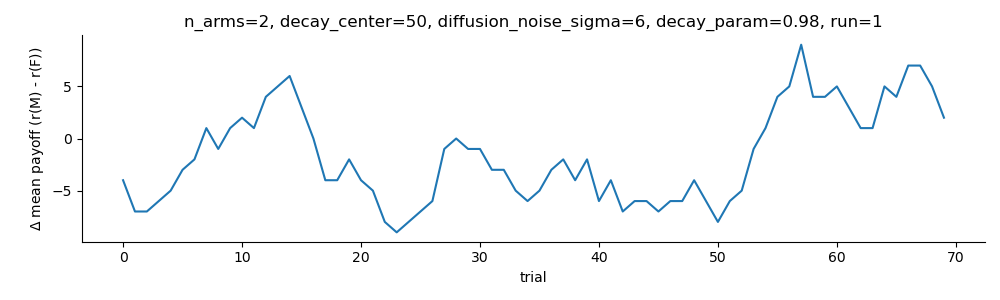 n_arms=2, decay_center=50, diffusion_noise_sigma=6, decay_param=0.98, run=1
Δ mean payoff (r(M) - r(F))
5
0
−5
0 10 20 30 40 50 60 70
trial